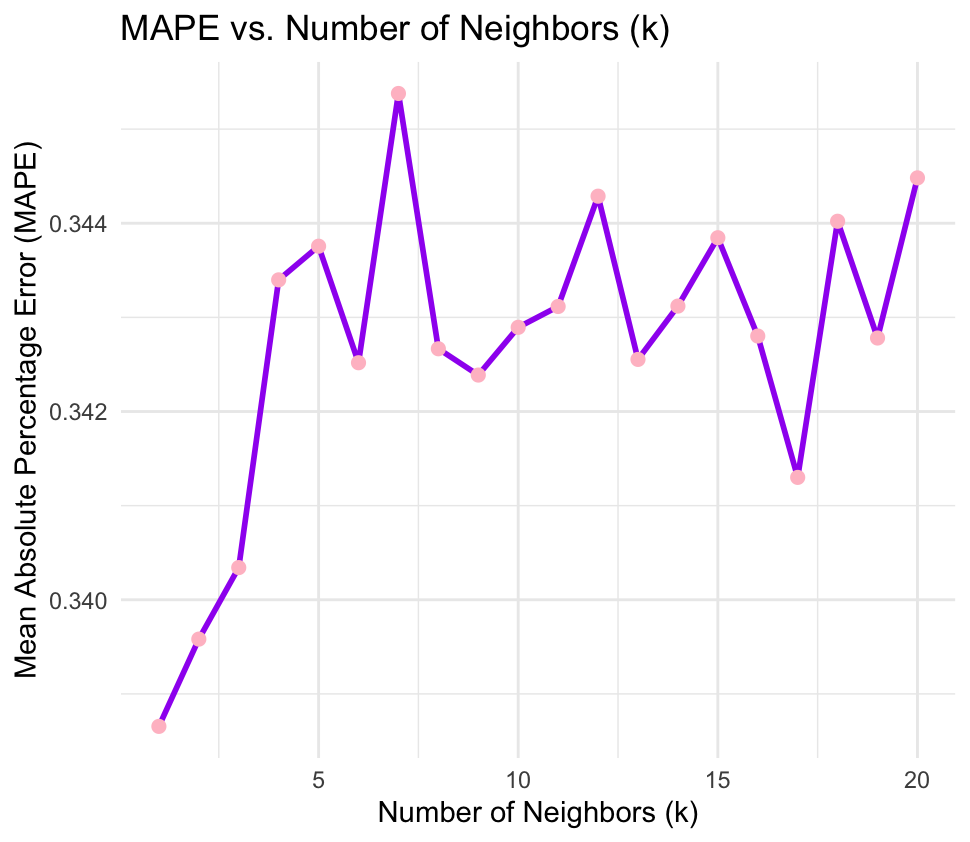 MAPE vs. Number of Neighbors (k)
Mean Absolute Percentage Error (MAPE)
0.344
0.342
0.340
5 10 15 20
Number of Neighbors (k)